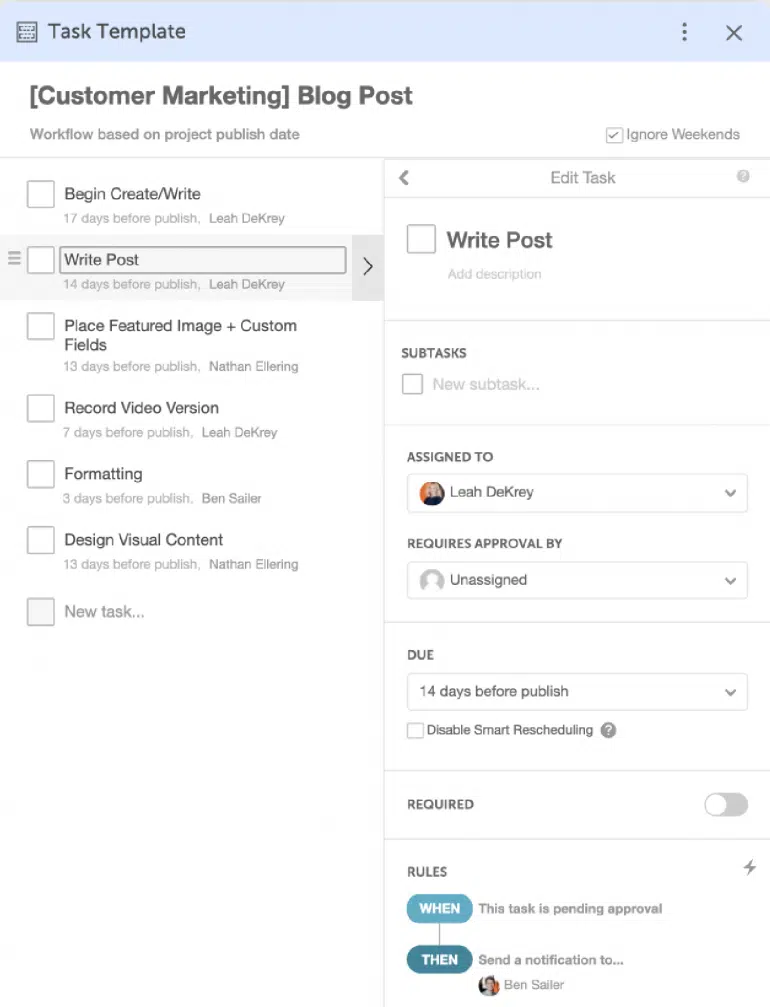 Task Template
[Customer Marketing] Blog Post
Workflow based on project publish date
Ignore Weekends
Begin Create/Write
17 days before publish, Leah DeKrey
Write Post
14 days before publish, Leah DeKrey
Place Featured Image + Custom
Fields
13 days before publish, Nathan Ellering
Record Video Version
7 days before publish, Leah DeKrey
Formatting
3 days before publish, Ben Sailer
Design Visual Content
13 days before publish, Nathan Ellering
New task...
Edit Task
?
Write Post
Add description
SUBTASKS
New subtask...
ASSIGNED TO
Leah DeKrey
REQUIRES APPROVAL BY
Unassigned
DUE
14 days before publish
Disable Smart Rescheduling ?
REQUIRED
RULES
WHEN This task is pending approval
THEN Send a notification to...
Ben Sailer